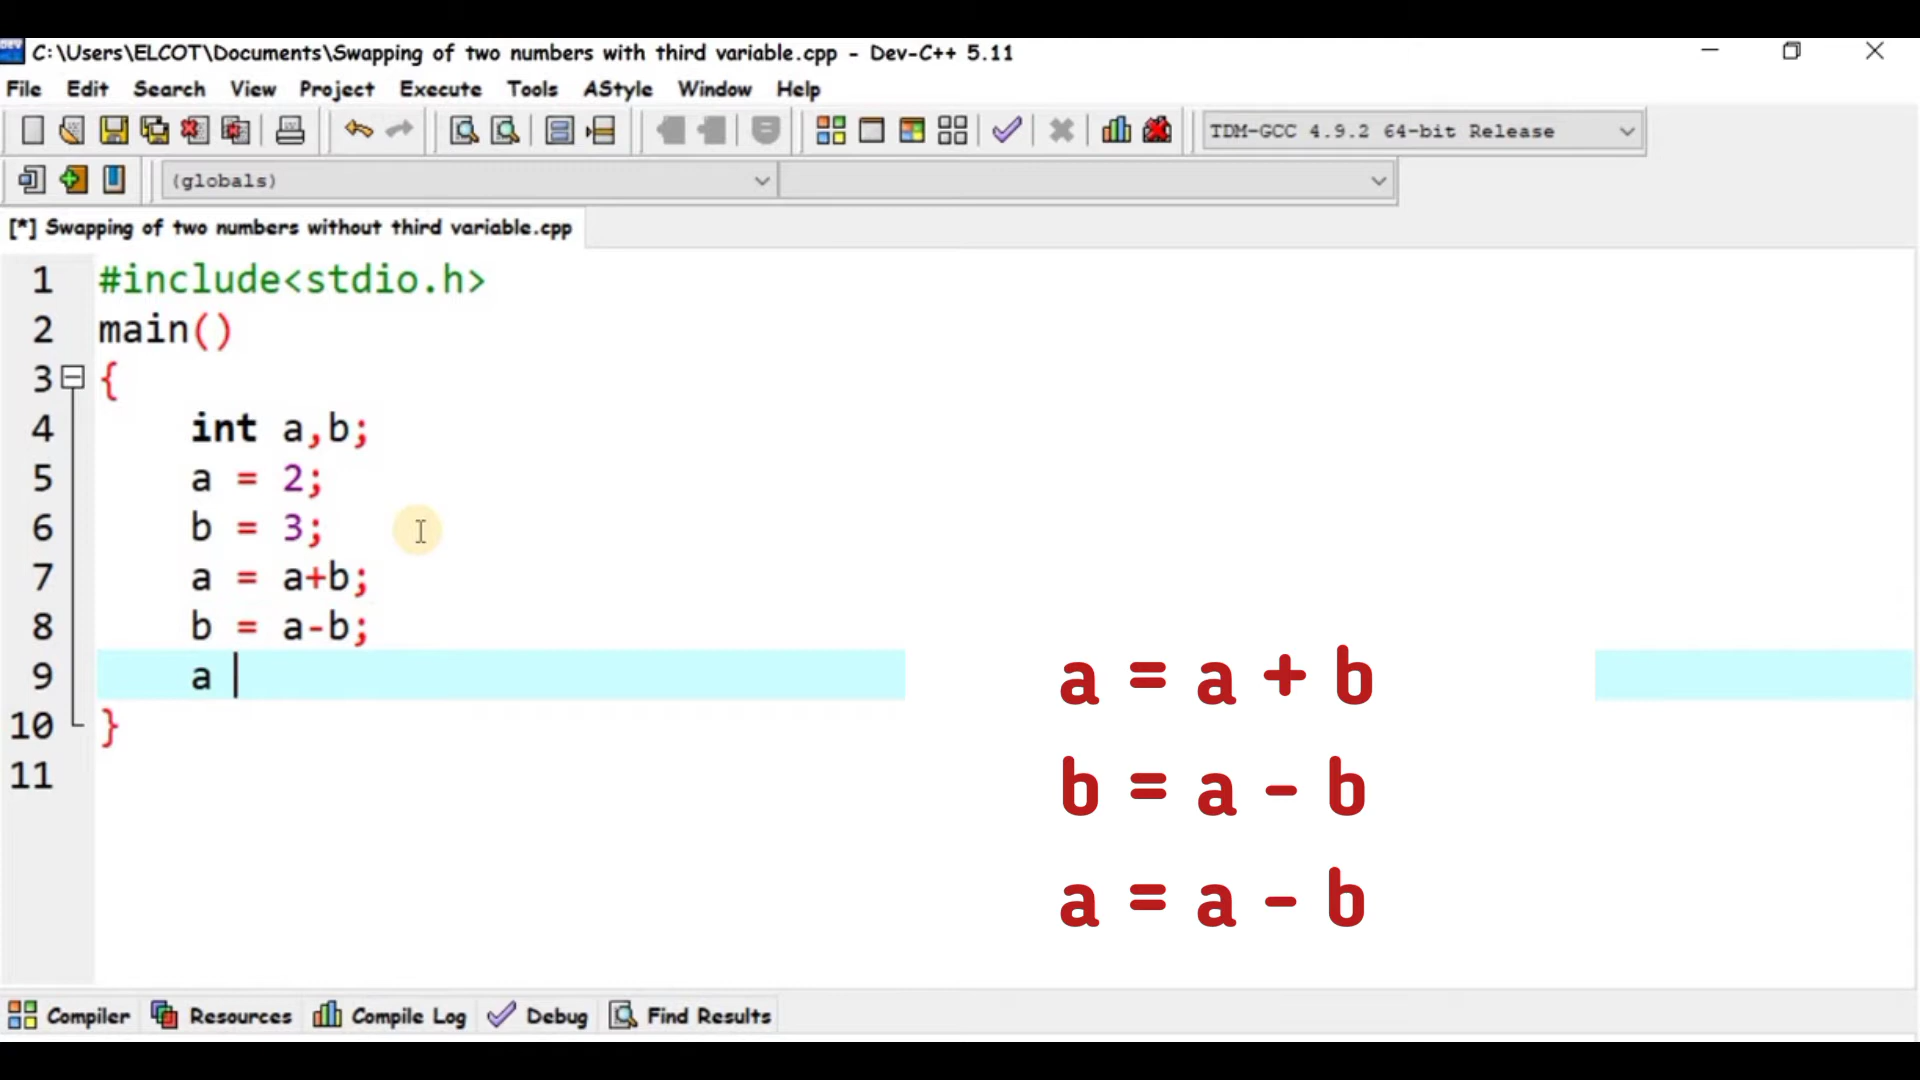 C:\Users\ELCOT\Documents\Swapping of two numbers with third variable.cpp - Dev-C++ 5.11
File Edit Search View Project Execute Tools AStyle Window Help
TDM-GCC 4.9.2 64-bit Release
(globals)
[*] Swapping of two numbers without third variable.cpp
1 #include<stdio.h>
2 main()
3 {
4 int a,b;
5 a = 2;
6 b = 3;
7 a = a+b;
8 b = a-b;
9 a
10 }
11
a = a + b
b = a - b
a = a - b
Compiler Resources Compile Log Debug Find Results